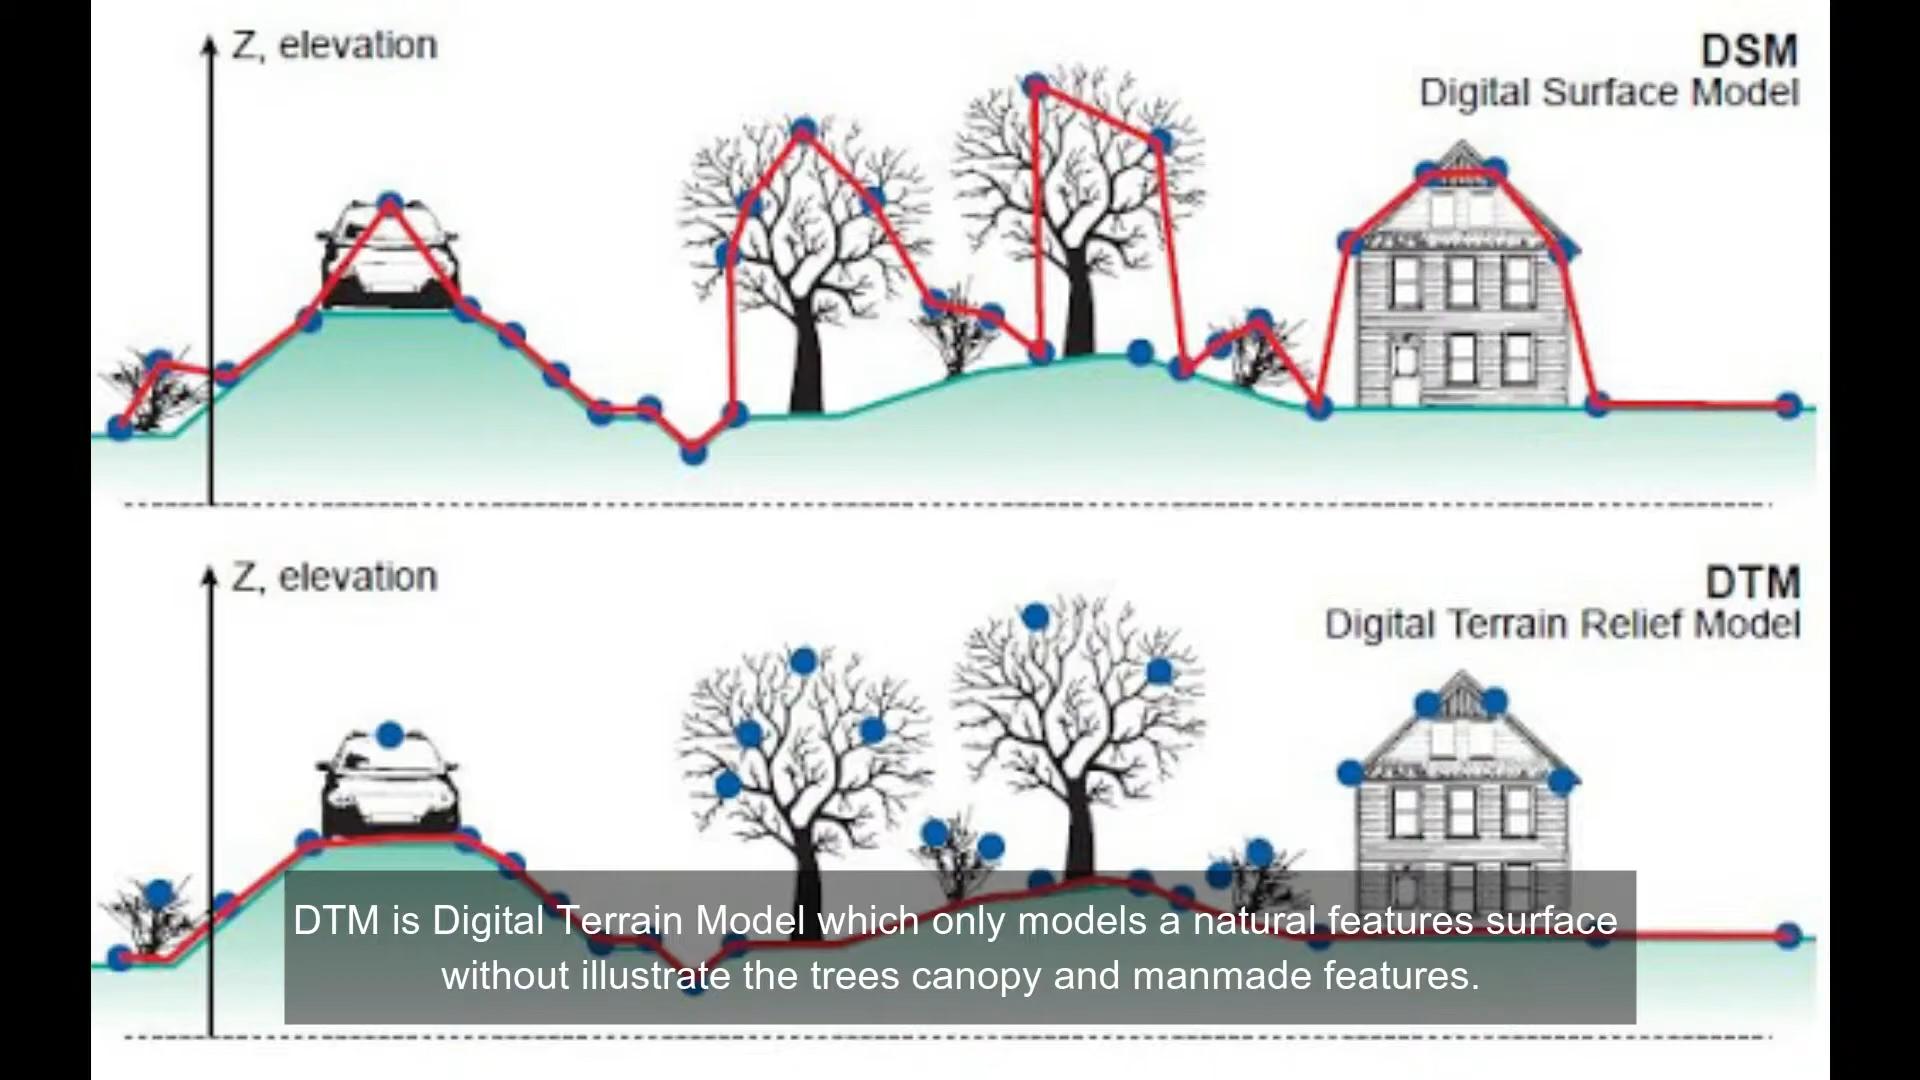 Z, elevation
DSM
Digital Surface Model
Z, elevation
DTM
Digital Terrain Relief Model
DTM is Digital Terrain Model which only models a natural features surface
without illustrate the trees canopy and manmade features.